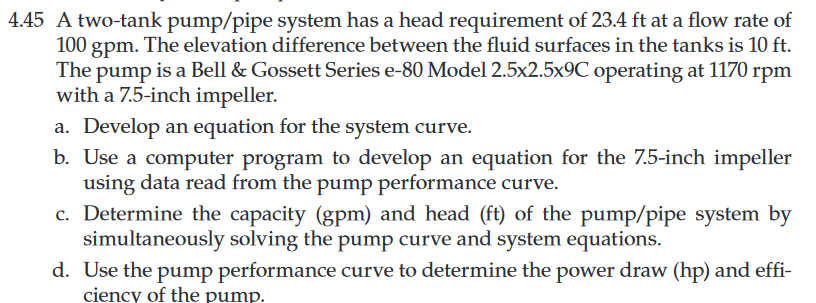 4.45 A two-tank pump/pipe system has a head requirement of 23.4 ft at a flow rate of
100 gpm. The elevation difference between the fluid surfaces in the tanks is 10 ft.
The pump is a Bell & Gossett Series e-80 Model 2.5x2.5x9C operating at 1170 rpm
with a 7.5-inch impeller.
a. Develop an equation for the system curve.
b. Use a computer program to develop an equation for the 7.5-inch impeller
using data read from the pump performance curve.
c. Determine the capacity (gpm) and head (ft) of the pump/pipe system by
simultaneously solving the pump curve and system equations.
d. Use the pump performance curve to determine the power draw (hp) and effi-
ciency of the pump.